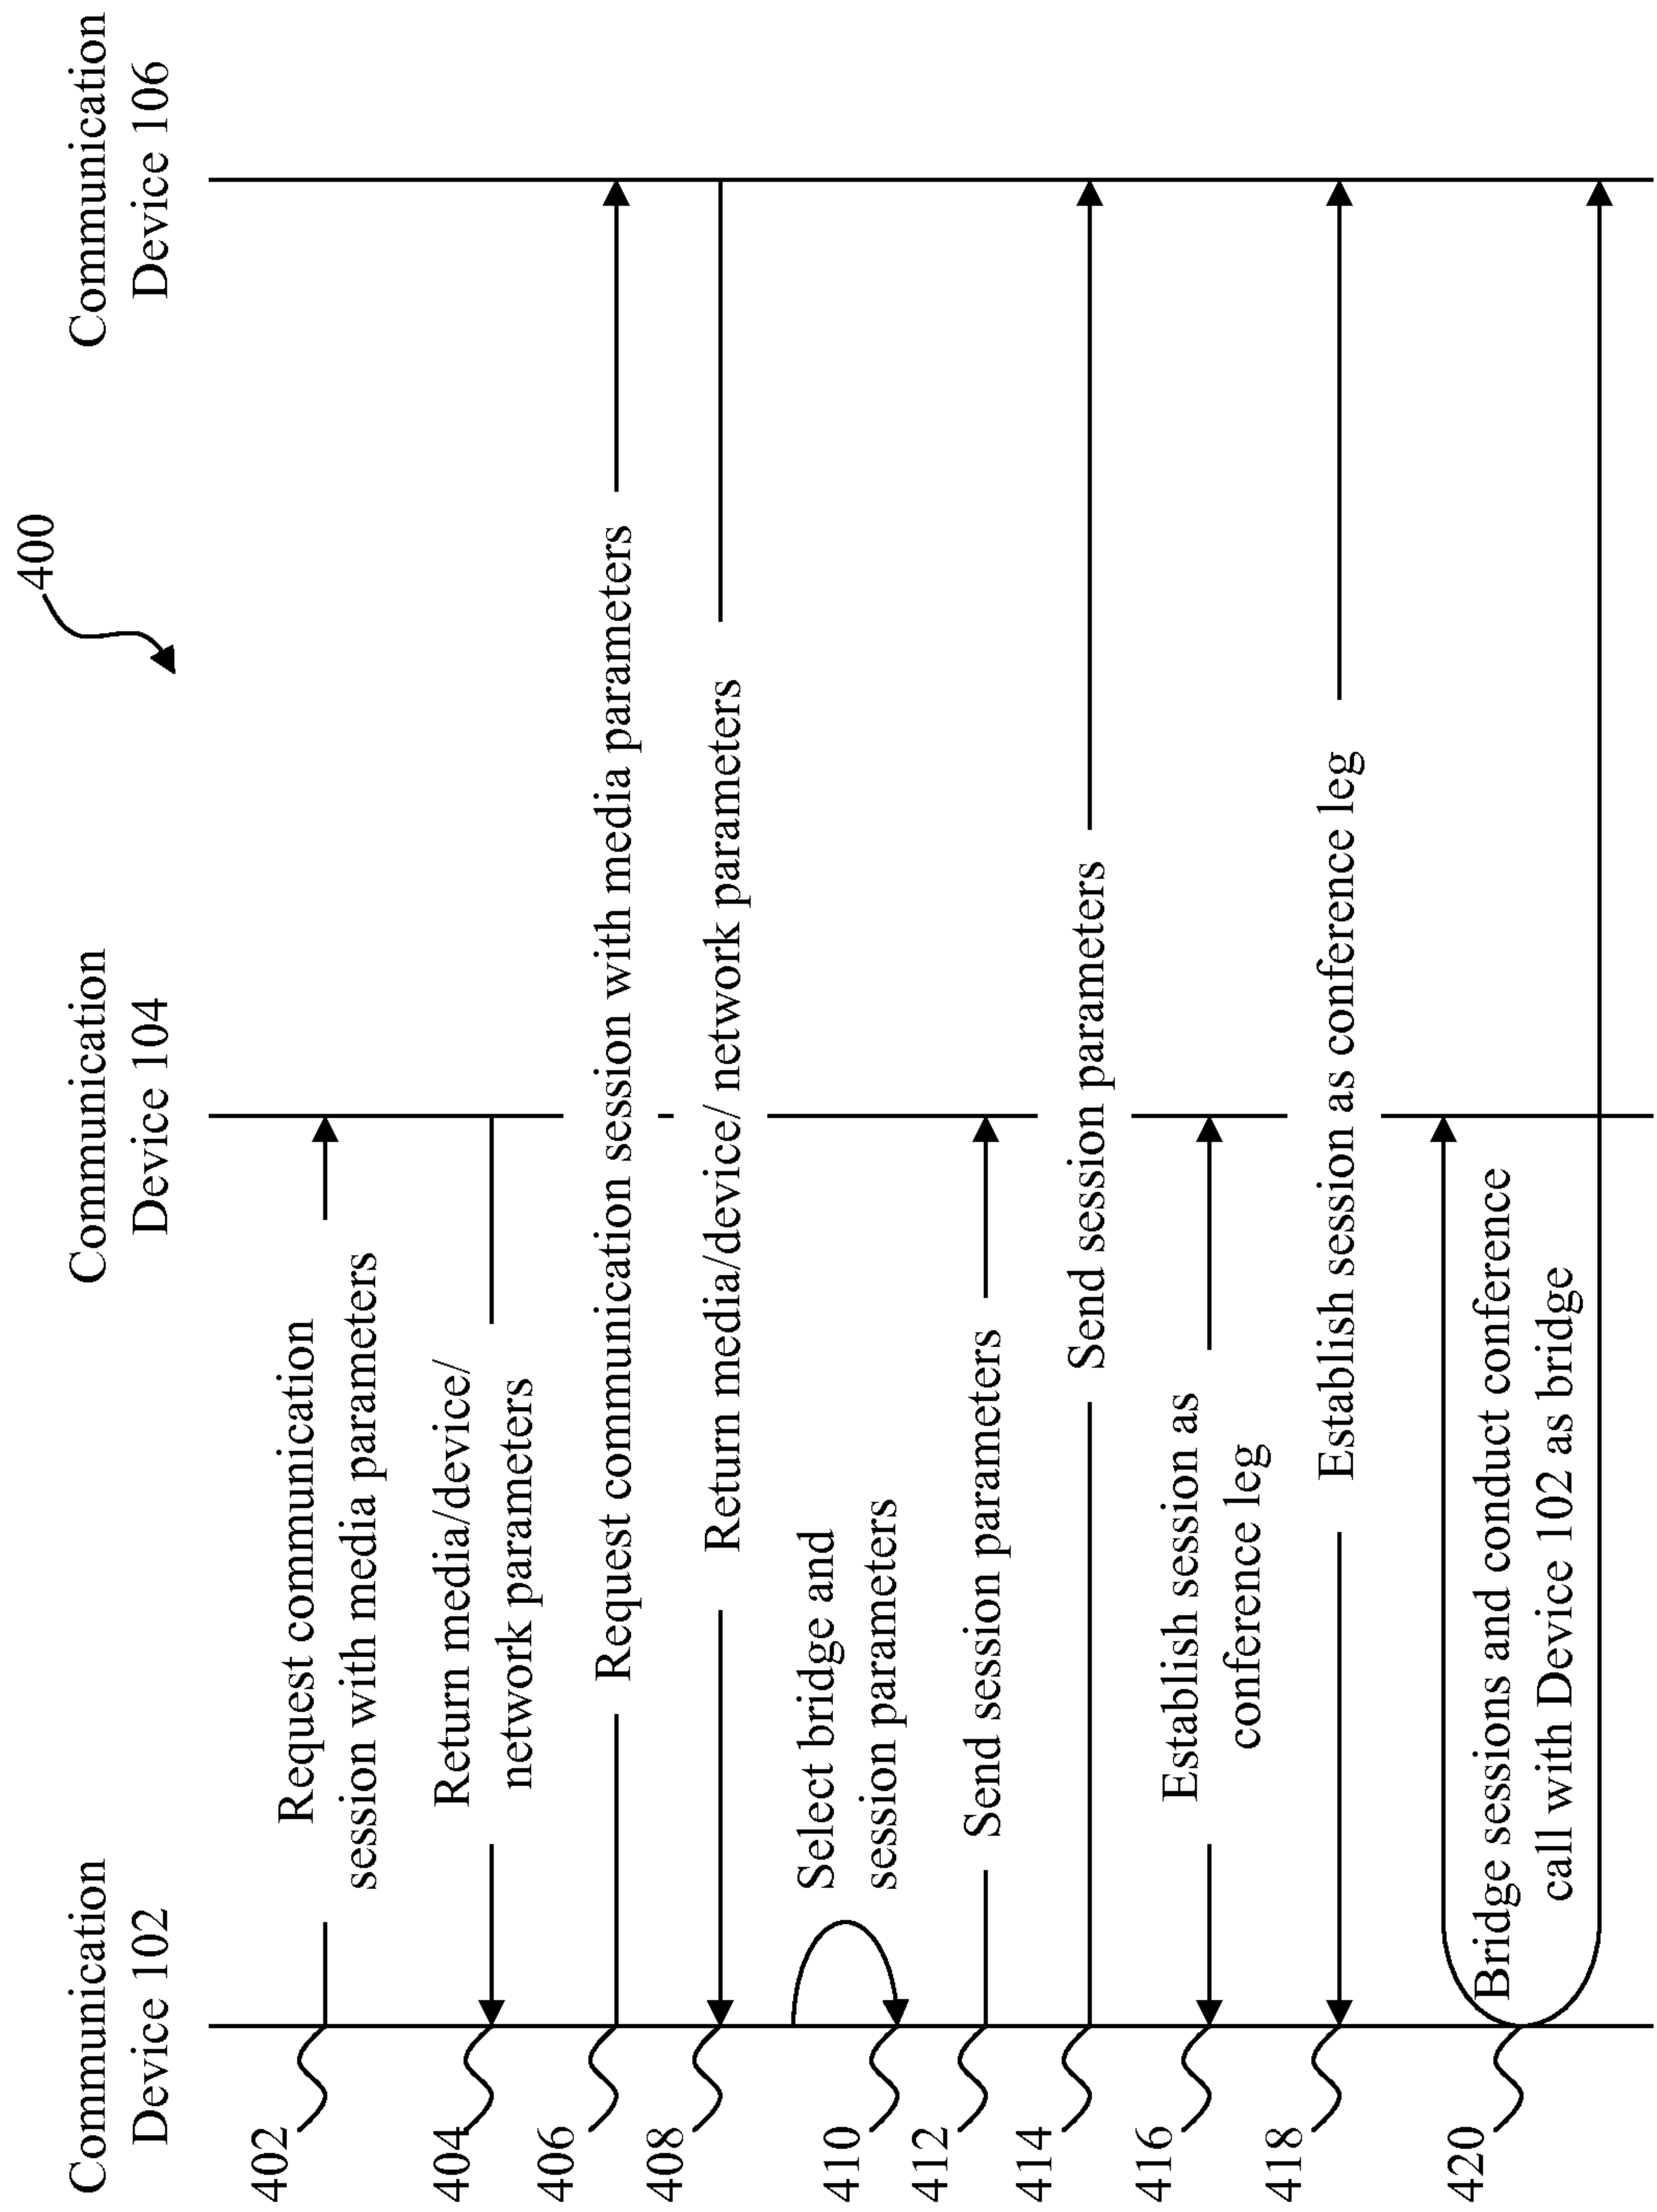 400
Communication
Device 102
Communication
Device 104
Communication
Device 106
402
Request communication
session with media parameters
404
Return media/device/
network parameters
406
Request communication session with media parameters
408
Return media/device/ network parameters
410
Select bridge and
session parameters
412
Send session parameters
414
Send session parameters
416
Establish session as
conference leg
418
Establish session as conference leg
420
Bridge sessions and conduct conference
call with Device 102 as bridge